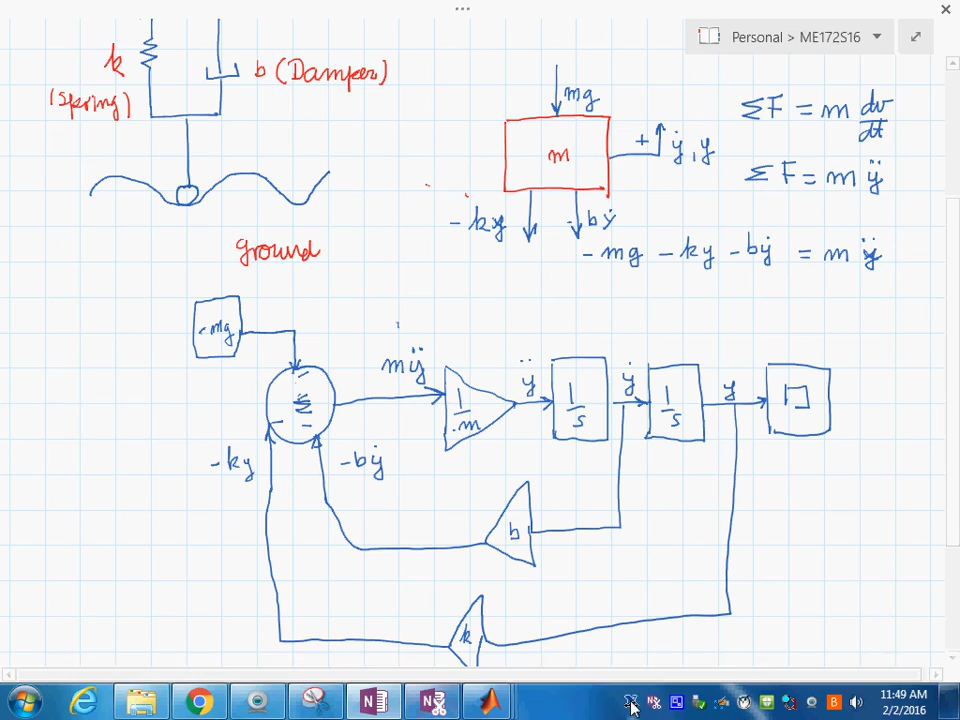 Personal > ME172S16
k
(Spring)
b (Damper)
mg
m
+ ẏ, y
ΣF = m dv/dt
ΣF = m ÿ
- ky
bẏ
- mg - ky - bẏ = m ÿ
ground
- mg
Σ
mÿ
1/m
ÿ
1/s
ẏ
1/s
y
- ky
- bẏ
b
k
11:49 AM
2/2/2016